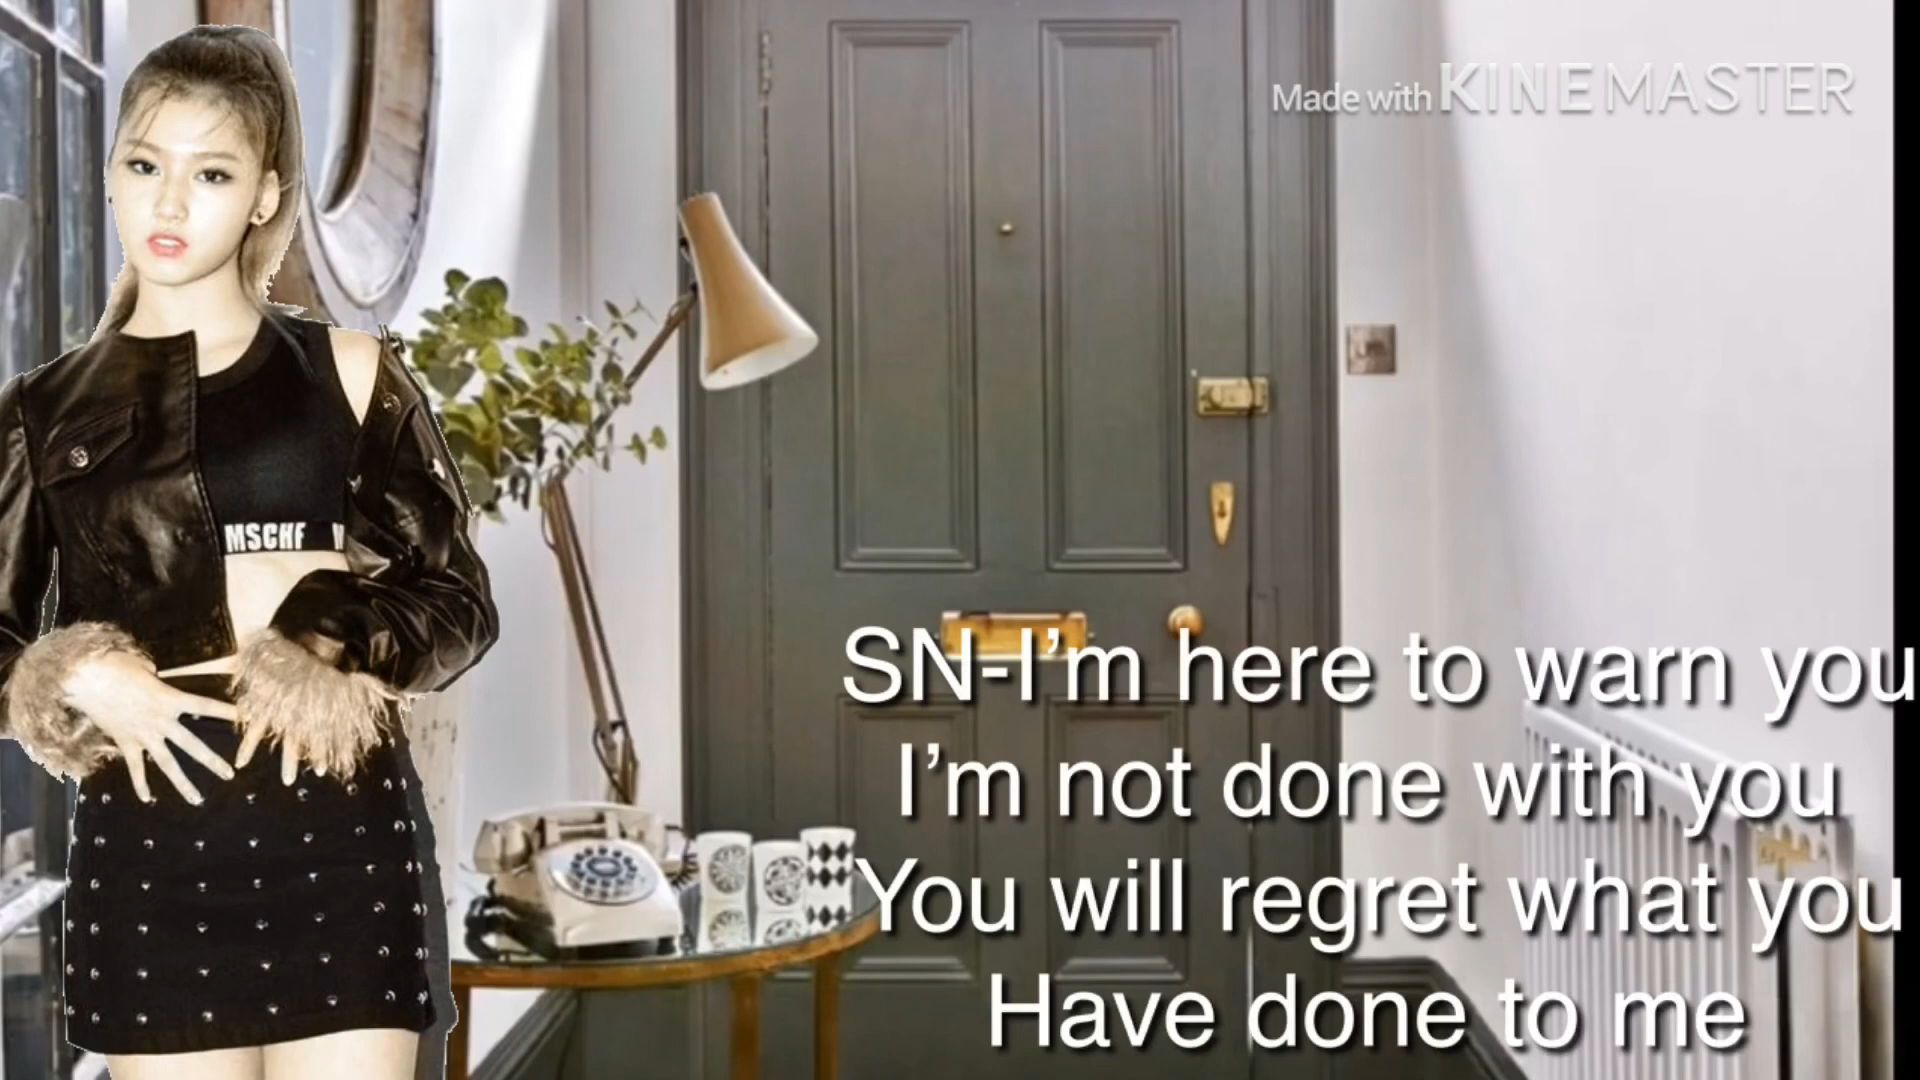 Made with KINEMASTER
MSCHF
SN-I'm here to warn you
I'm not done with you
You will regret what you
Have done to me